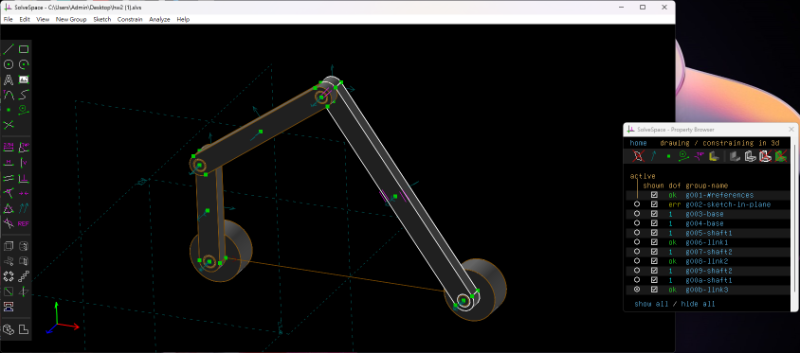 SolveSpace - C:\Users\Admin\Desktop\hw2 (1).slvs
File Edit View New Group Sketch Constrain Analyze Help
SolveSpace - Property Browser
home drawing / constraining in 3d
active
shown dof group-name
ok g001-#references
err g002-sketch-in-plane
1 g003-base
1 g004-base
1 g005-shaft1
ok g006-link1
1 g007-shaft2
ok g008-link2
1 g009-shaft2
1 g00a-shaft1
ok g00b-link3
show all / hide all